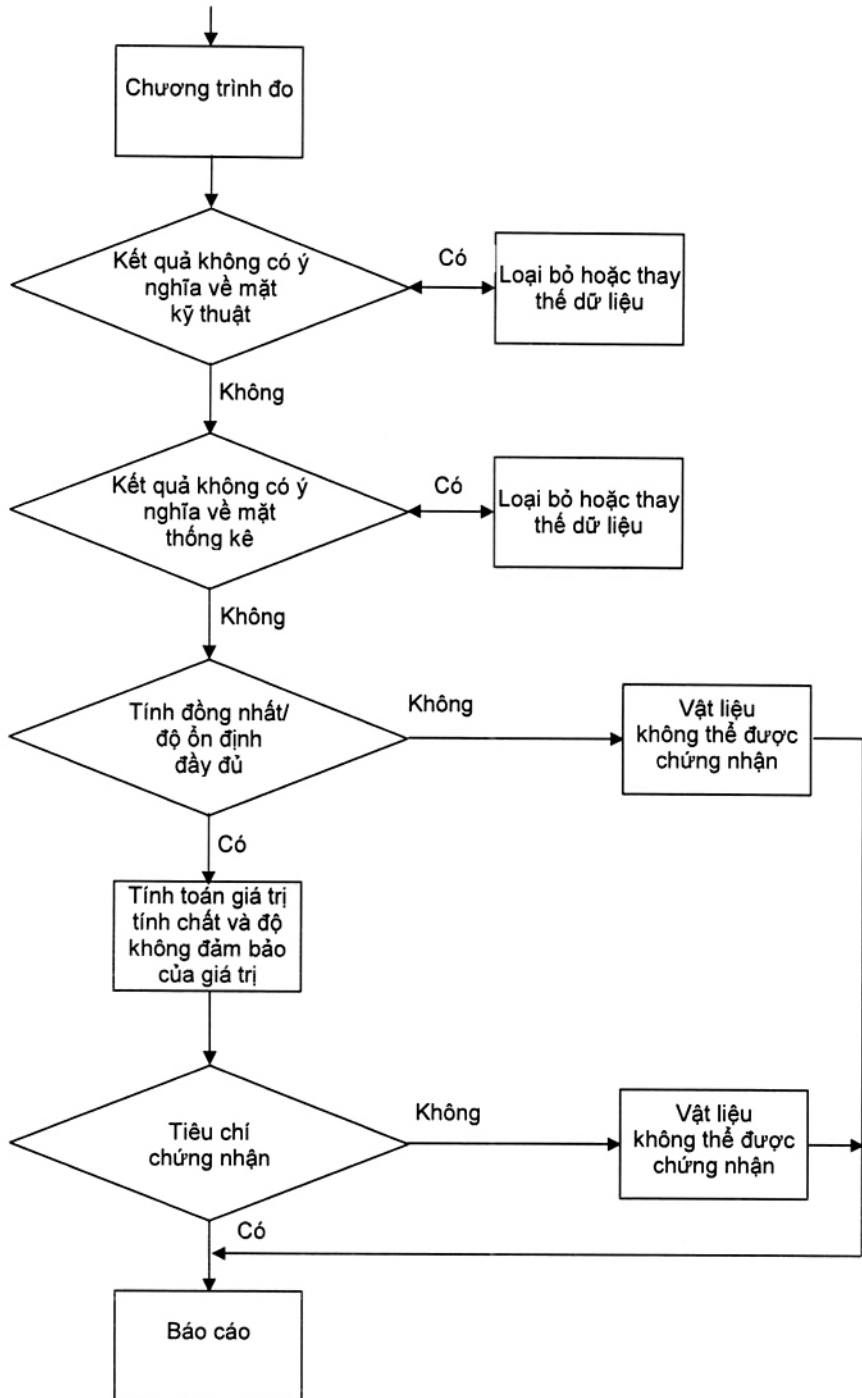 Chương trình đo
Kết quả không có ý
nghĩa về mặt
kỹ thuật
Có
Loại bỏ hoặc thay
thế dữ liệu
Không
Kết quả không có ý
nghĩa về mặt
thống kê
Có
Loại bỏ hoặc thay
thế dữ liệu
Không
Tính đồng nhất/
độ ổn định
đầy đủ
Không
Vật liệu
không thể được
chứng nhận
Có
Tính toán giá trị
tính chất và độ
không đảm bảo
của giá trị
Tiêu chí
chứng nhận
Không
Vật liệu
không thể được
chứng nhận
Có
Báo cáo